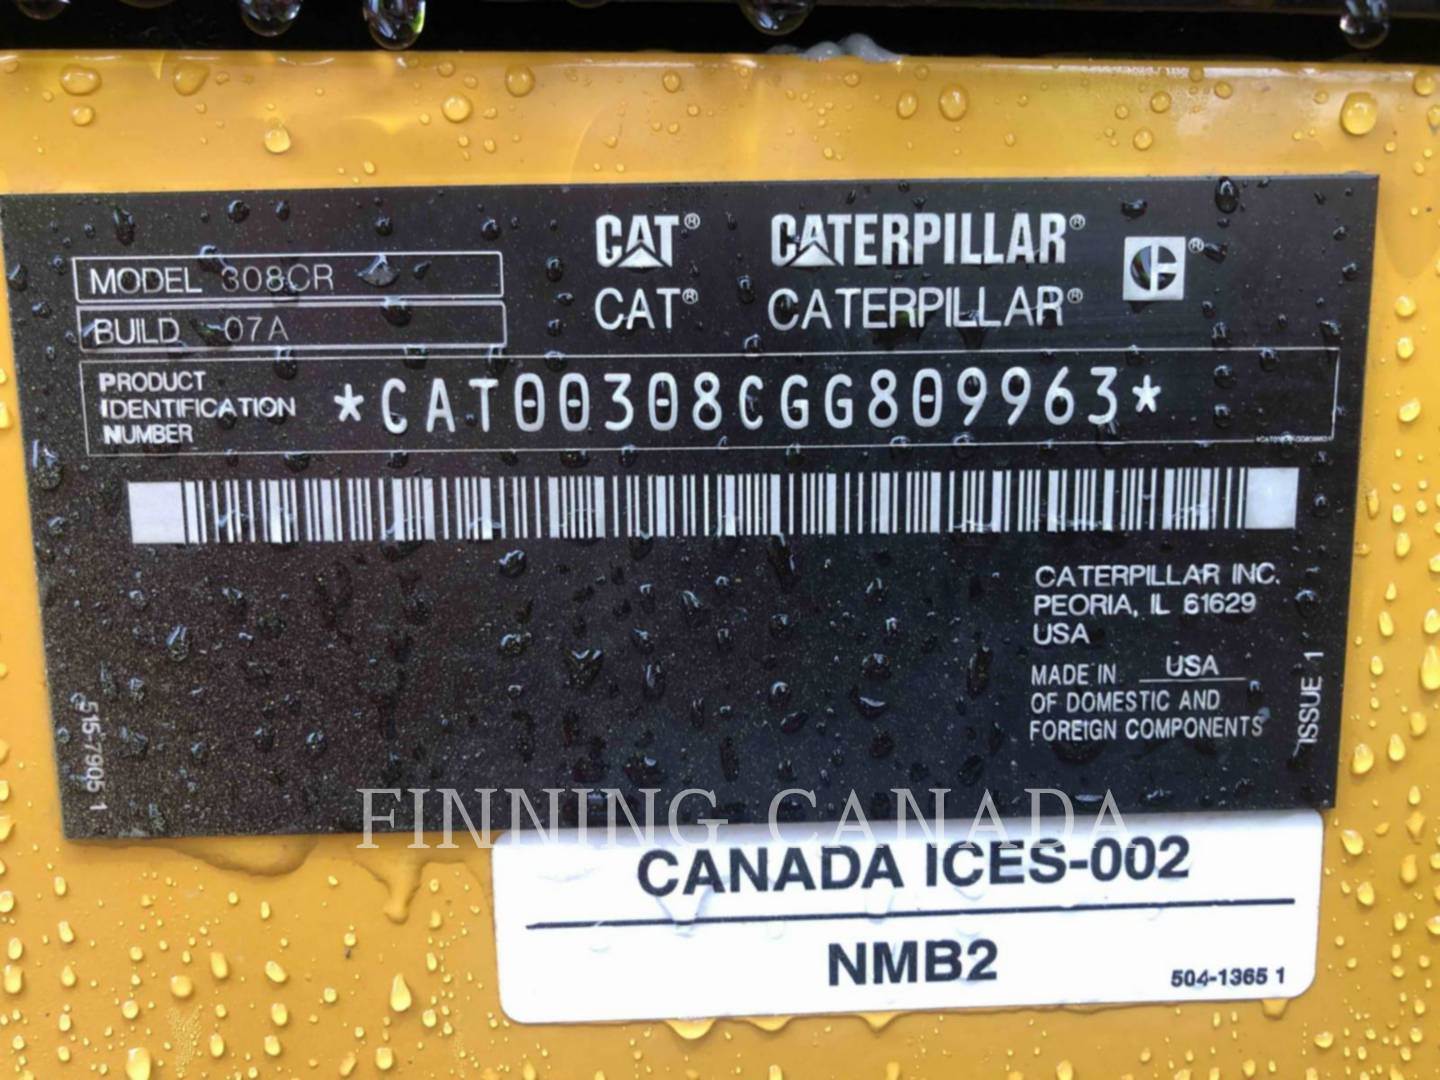 CAT® CATERPILLAR® ®
CAT® CATERPILLAR®
MODEL 308CR
BUILD 07A
PRODUCT
IDENTIFICATION
NUMBER
*CAT00308CGG809963*
CATERPILLAR INC.
PEORIA, IL 61629
USA
MADE IN USA
OF DOMESTIC AND
FOREIGN COMPONENTS
ISSUE 1
515-7905 1
FINNING CANADA
CANADA ICES-002
NMB2
504-1365 1